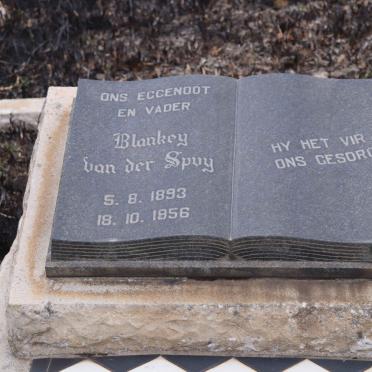 ONS EGGENOOT
EN VADER
Blankey
van der Spuy
5. 8. 1893
18. 10. 1956
HY HET VIR
ONS GESORG